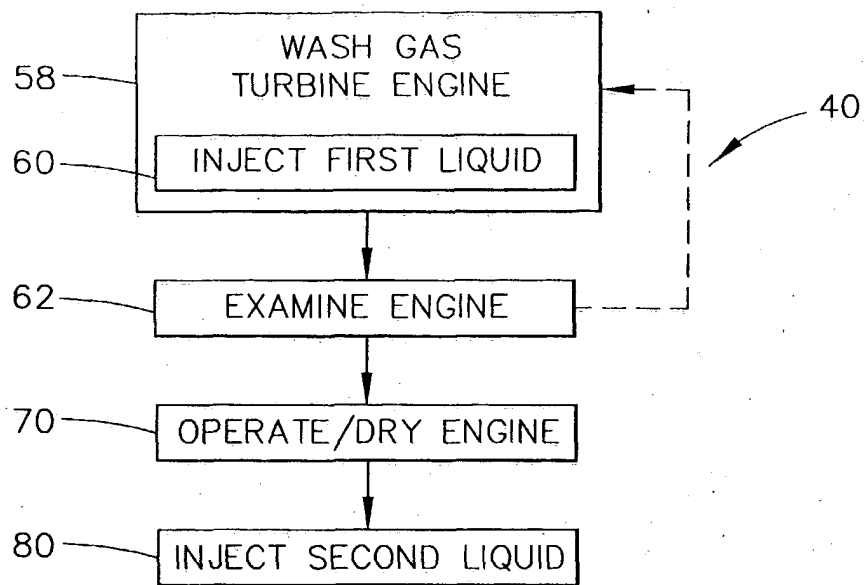 WASH GAS
58
TURBINE ENGINE
40
60
INJECT FIRST LIQUID
62
EXAMINE ENGINE
70
OPERATE/DRY ENGINE
80
INJECT SECOND LIQUID